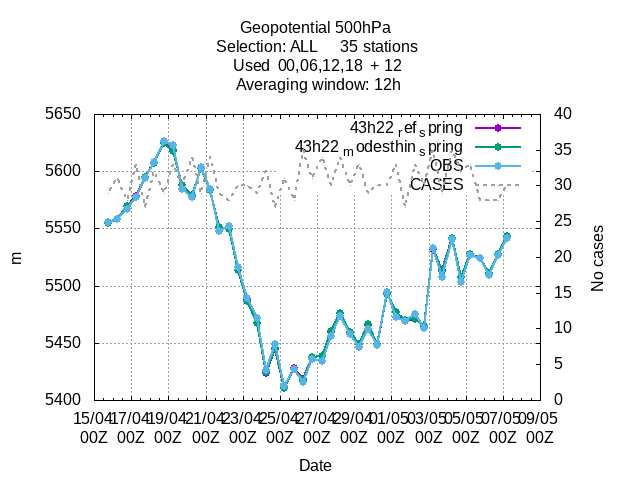 Geopotential 500hPa
Selection: ALL 35 stations
Used 00,06,12,18 + 12
Averaging window: 12h
5650
5600
5550
5500
5450
5400
m
40
35
30
25
20
15
10
5
0
No cases
43h22refspring
43h22modesthinspring
OBS
CASES
15/04 17/04 19/04 21/04 23/04 25/04 27/04 29/04 01/05 03/05 05/05 07/05 09/05
00Z 00Z 00Z 00Z 00Z 00Z 00Z 00Z 00Z 00Z 00Z 00Z 00Z
Date